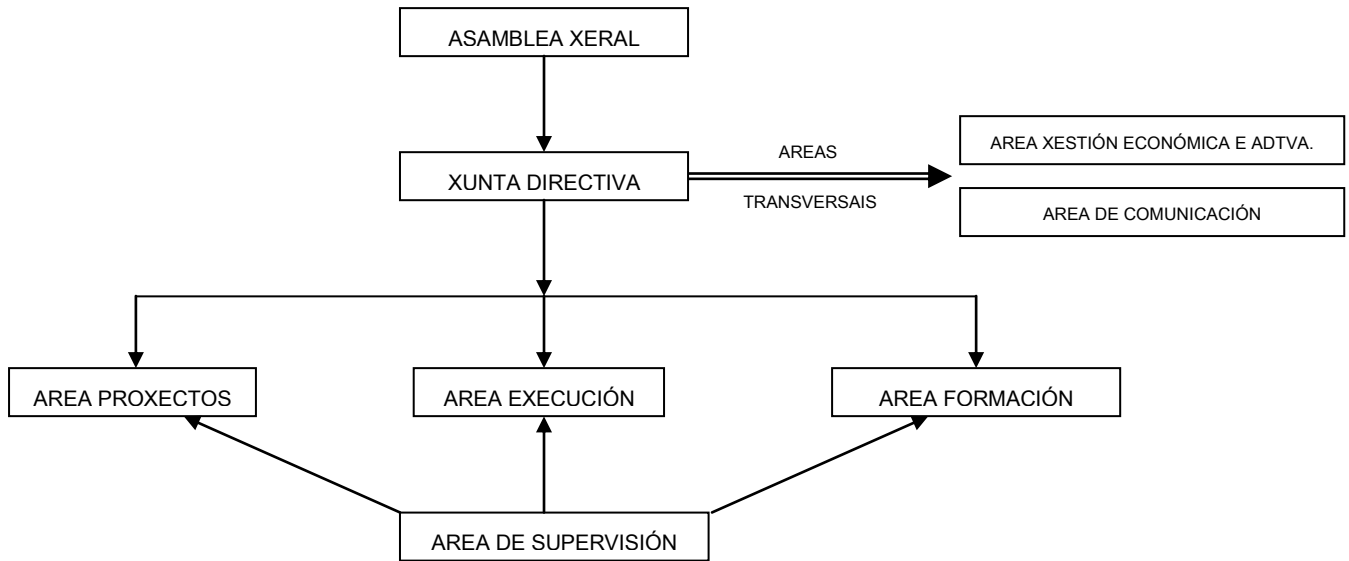 ASAMBLEA XERAL
AREAS
AREA XESTIÓN ECONÓMICA E ADTVA.
XUNTA DIRECTIVA
TRANSVERSAIS
AREA DE COMUNICACIÓN
AREA PROXECTOS
AREA EXECUCIÓN
AREA FORMACIÓN
AREA DE SUPERVISIÓN